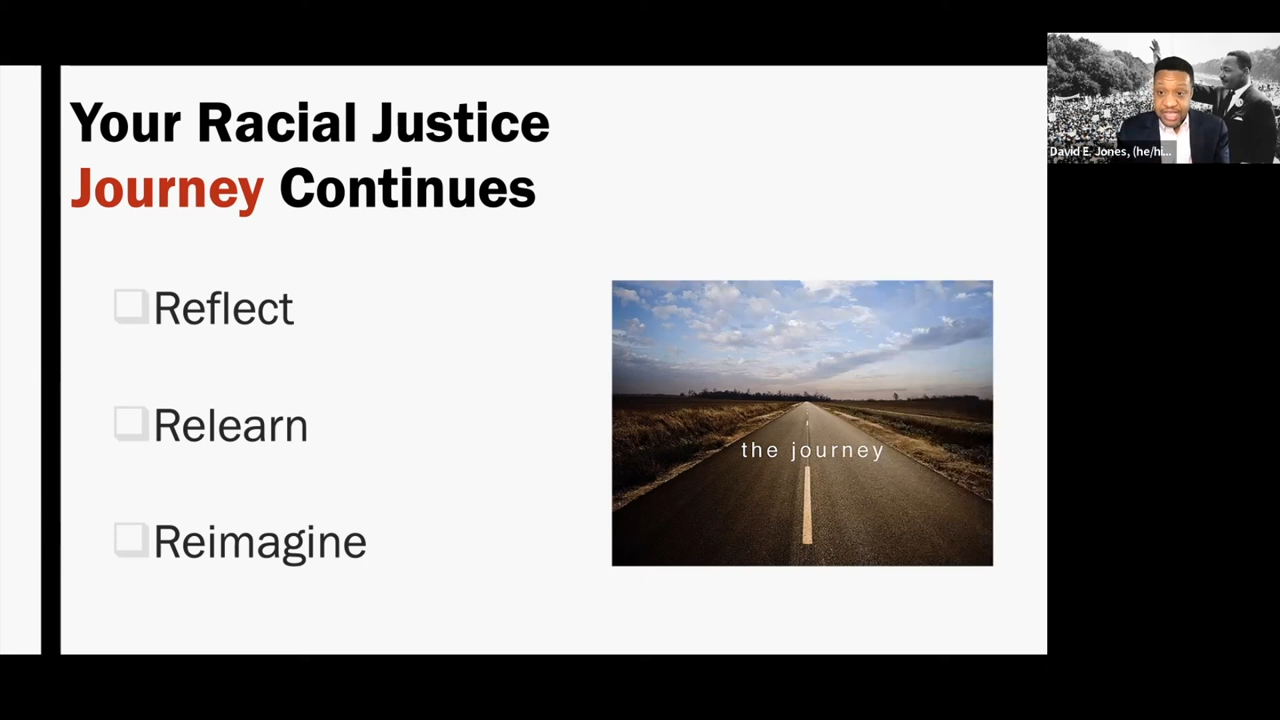 Your Racial Justice
Journey Continues
Reflect
Relearn
Reimagine
the journey
David E. Jones, (he/hi...